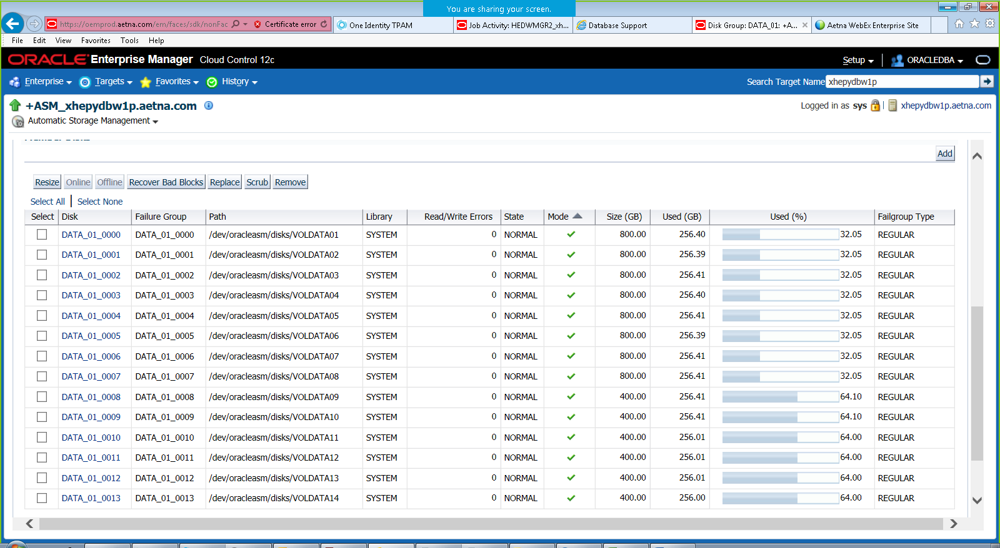 You are sharing your screen.
https://oemprod.aetna.com/em/faces/sdk/nonFac Certificate error One Identity TPAM Job Activity: HEDWMGR2_xh... Database Support Disk Group: DATA_01: +A... Aetna WebEx Enterprise Site
File Edit View Favorites Tools Help
ORACLE Enterprise Manager Cloud Control 12c Setup ORACLEDBA
Enterprise Targets Favorites History Search Target Name xhepydbw1p
+ASM_xhepydbw1p.aetna.com Logged in as sys xhepydbw1p.aetna.com
Automatic Storage Management
Add
Resize Online Offline Recover Bad Blocks Replace Scrub Remove
Select All Select None
Select Disk Failure Group Path Library Read/Write Errors State Mode Size (GB) Used (GB) Used (%) Failgroup Type
DATA_01_0000 DATA_01_0000 /dev/oracleasm/disks/VOLDATA01 SYSTEM 0 NORMAL 800.00 256.40 32.05 REGULAR
DATA_01_0001 DATA_01_0001 /dev/oracleasm/disks/VOLDATA02 SYSTEM 0 NORMAL 800.00 256.39 32.05 REGULAR
DATA_01_0002 DATA_01_0002 /dev/oracleasm/disks/VOLDATA03 SYSTEM 0 NORMAL 800.00 256.41 32.05 REGULAR
DATA_01_0003 DATA_01_0003 /dev/oracleasm/disks/VOLDATA04 SYSTEM 0 NORMAL 800.00 256.40 32.05 REGULAR
DATA_01_0004 DATA_01_0004 /dev/oracleasm/disks/VOLDATA05 SYSTEM 0 NORMAL 800.00 256.41 32.05 REGULAR
DATA_01_0005 DATA_01_0005 /dev/oracleasm/disks/VOLDATA06 SYSTEM 0 NORMAL 800.00 256.39 32.05 REGULAR
DATA_01_0006 DATA_01_0006 /dev/oracleasm/disks/VOLDATA07 SYSTEM 0 NORMAL 800.00 256.41 32.05 REGULAR
DATA_01_0007 DATA_01_0007 /dev/oracleasm/disks/VOLDATA08 SYSTEM 0 NORMAL 800.00 256.41 32.05 REGULAR
DATA_01_0008 DATA_01_0008 /dev/oracleasm/disks/VOLDATA09 SYSTEM 0 NORMAL 400.00 256.41 64.10 REGULAR
DATA_01_0009 DATA_01_0009 /dev/oracleasm/disks/VOLDATA10 SYSTEM 0 NORMAL 400.00 256.41 64.10 REGULAR
DATA_01_0010 DATA_01_0010 /dev/oracleasm/disks/VOLDATA11 SYSTEM 0 NORMAL 400.00 256.01 64.00 REGULAR
DATA_01_0011 DATA_01_0011 /dev/oracleasm/disks/VOLDATA12 SYSTEM 0 NORMAL 400.00 256.01 64.00 REGULAR
DATA_01_0012 DATA_01_0012 /dev/oracleasm/disks/VOLDATA13 SYSTEM 0 NORMAL 400.00 256.01 64.00 REGULAR
DATA_01_0013 DATA_01_0013 /dev/oracleasm/disks/VOLDATA14 SYSTEM 0 NORMAL 400.00 256.00 64.00 REGULAR